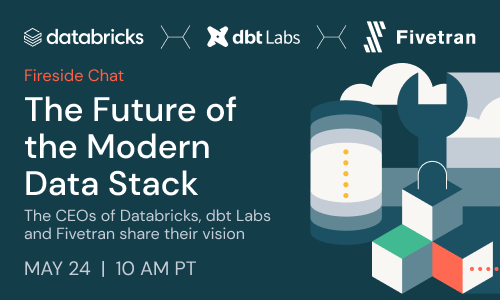 databricks dbt Labs Fivetran
Fireside Chat
The Future of
the Modern
Data Stack
The CEOs of Databricks, dbt Labs
and Fivetran share their vision
MAY 24 | 10 AM PT